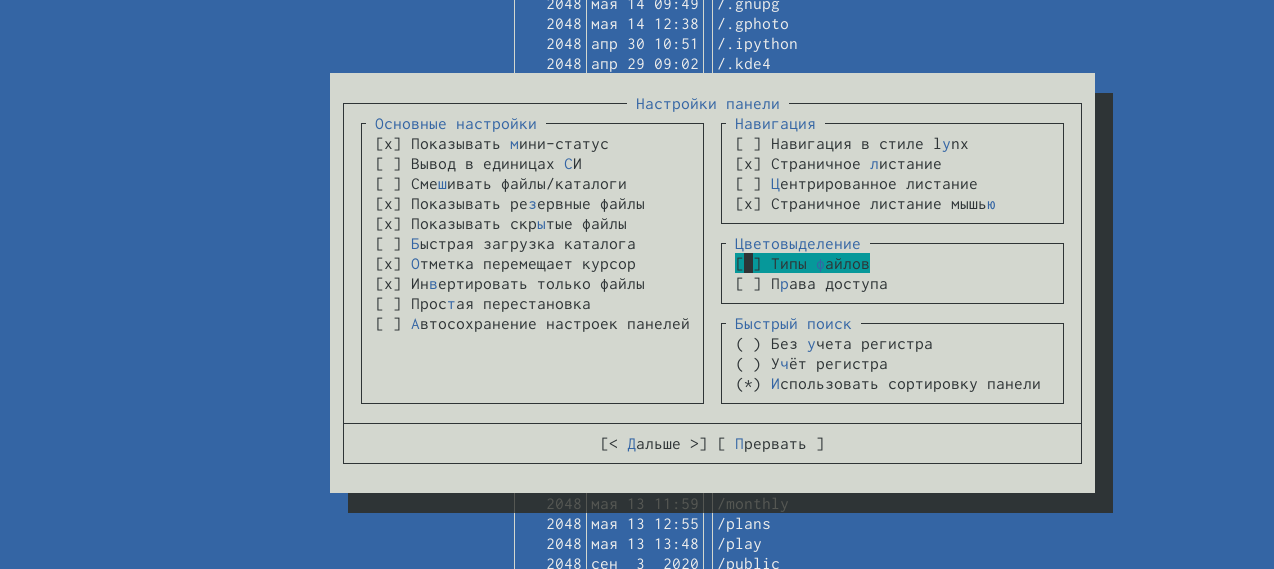 2048 мая 14 09:49 /.gnupg
2048 мая 14 12:38 /.gphoto
2048 апр 30 10:51 /.ipython
2048 апр 29 09:02 /.kde4
Настройки панели
Основные настройки
[x] Показывать мини-статус
[ ] Вывод в единицах СИ
[ ] Смешивать файлы/каталоги
[x] Показывать резервные файлы
[x] Показывать скрытые файлы
[ ] Быстрая загрузка каталога
[x] Отметка перемещает курсор
[x] Инвертировать только файлы
[ ] Простая перестановка
[ ] Автосохранение настроек панелей
Навигация
[ ] Навигация в стиле lynx
[x] Страничное листание
[ ] Центрированное листание
[x] Страничное листание мышью
Цветовыделение
[ ] Типы файлов
[ ] Права доступа
Быстрый поиск
( ) Без учета регистра
( ) Учёт регистра
(*) Использовать сортировку панели
[< Дальше >] [ Прервать ]
2048 мая 13 11:59 /monthly
2048 мая 13 12:55 /plans
2048 мая 13 13:48 /play
2048 сен 3 2020 /public